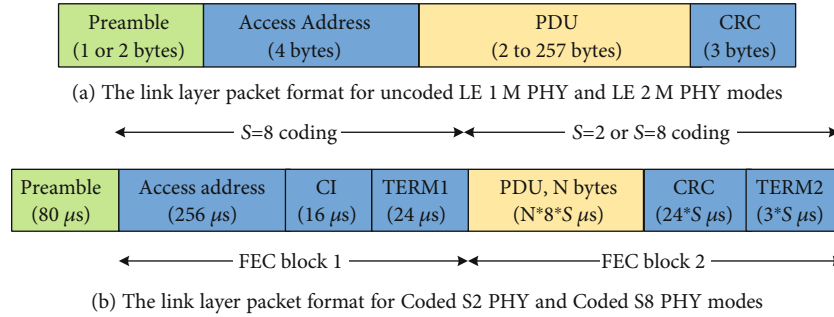 Preamble Access Address PDU CRC
(1 or 2 bytes) (4 bytes) (2 to 257 bytes) (3 bytes)
(a) The link layer packet format for uncoded LE 1 M PHY and LE 2 M PHY modes
S=8 coding S=2 or S=8 coding
Preamble Access address CI TERM1 PDU, N bytes CRC TERM2
(80 μs) (256 μs) (16 μs) (24 μs) (N*8*S μs) (24*S μs) (3*S μs)
FEC block 1 FEC block 2
(b) The link layer packet format for Coded S2 PHY and Coded S8 PHY modes